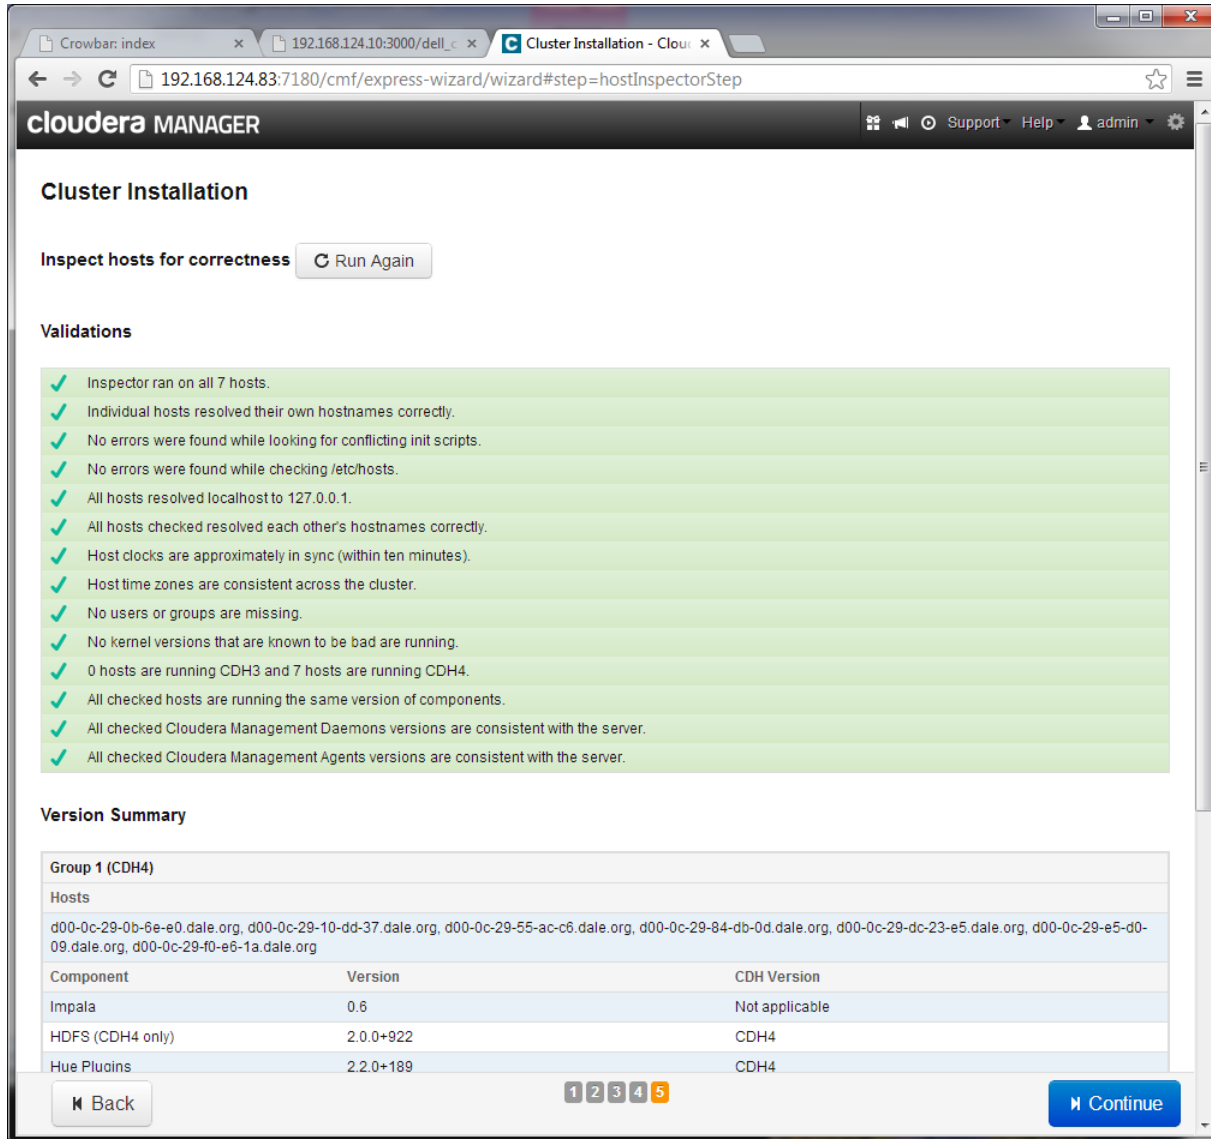 Crowbar: index
192.168.124.10:3000/dell_c
Cluster Installation - Clou
192.168.124.83:7180/cmf/express-wizard/wizard#step=hostInspectorStep
cloudera MANAGER
Support
Help
admin
Cluster Installation
Inspect hosts for correctness
Run Again
Validations
Inspector ran on all 7 hosts.
Individual hosts resolved their own hostnames correctly.
No errors were found while looking for conflicting init scripts.
No errors were found while checking /etc/hosts.
All hosts resolved localhost to 127.0.0.1.
All hosts checked resolved each other's hostnames correctly.
Host clocks are approximately in sync (within ten minutes).
Host time zones are consistent across the cluster.
No users or groups are missing.
No kernel versions that are known to be bad are running.
0 hosts are running CDH3 and 7 hosts are running CDH4.
All checked hosts are running the same version of components.
All checked Cloudera Management Daemons versions are consistent with the server.
All checked Cloudera Management Agents versions are consistent with the server.
Version Summary
Group 1 (CDH4)
Hosts
d00-0c-29-0b-6e-e0.dale.org, d00-0c-29-10-dd-37.dale.org, d00-0c-29-55-ac-c6.dale.org, d00-0c-29-84-db-0d.dale.org, d00-0c-29-dc-23-e5.dale.org, d00-0c-29-e5-d0-
09.dale.org, d00-0c-29-f0-e6-1a.dale.org
Component Version CDH Version
Impala 0.6 Not applicable
HDFS (CDH4 only) 2.0.0+922 CDH4
Hue Plugins 2.2.0+189 CDH4
Back
1 2 3 4 5
Continue